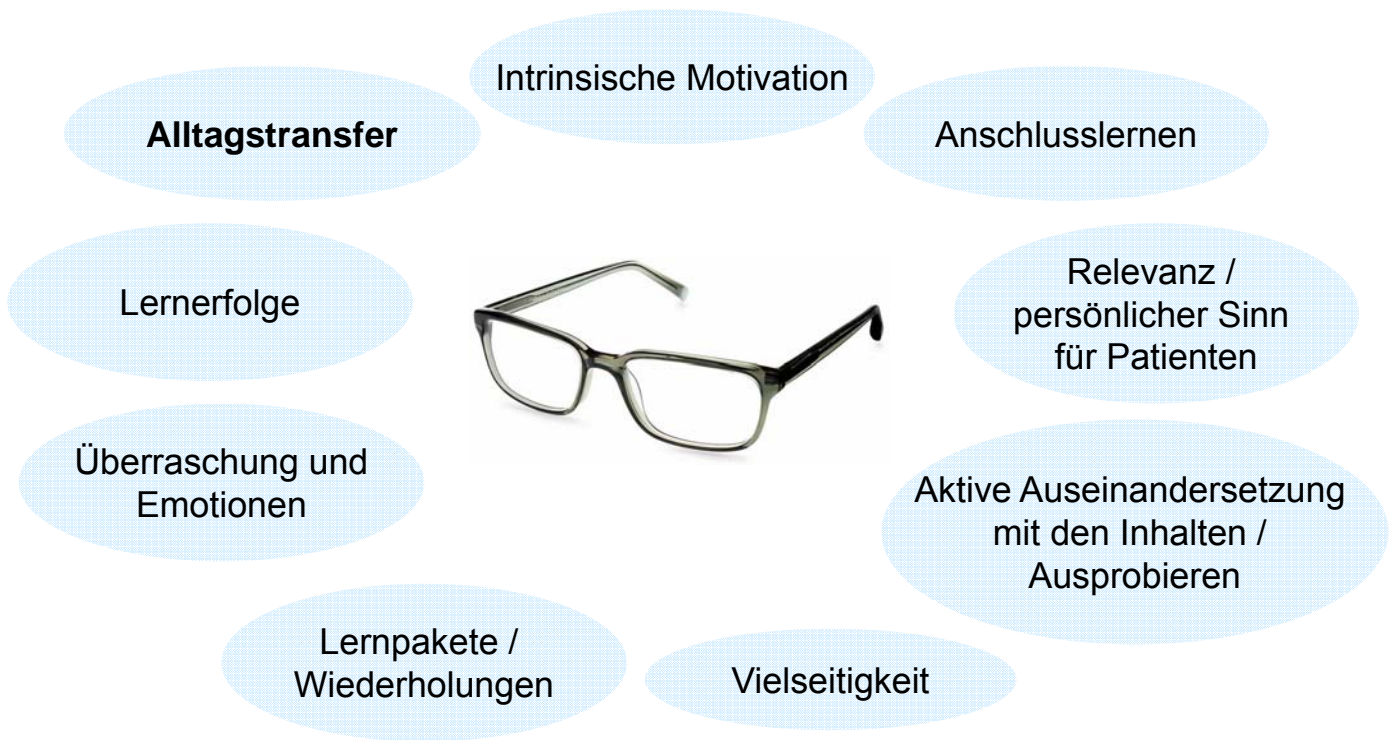 Intrinsische Motivation
Alltagstransfer
Anschlusslernen
Lernerfolge
Relevanz /
persönlicher Sinn
für Patienten
Überraschung und
Emotionen
Aktive Auseinandersetzung
mit den Inhalten /
Ausprobieren
Lernpakete /
Wiederholungen
Vielseitigkeit